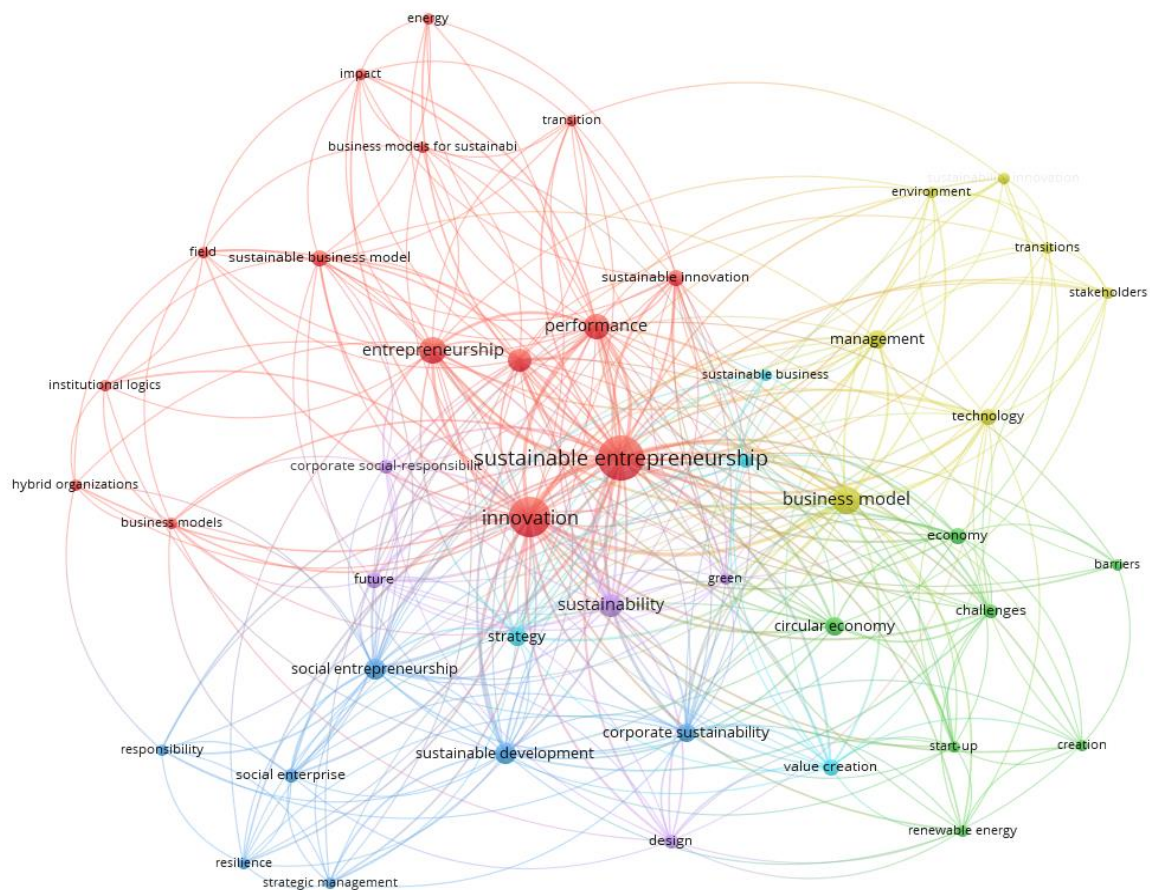 energy
impact
transition
business models for sustainabi
sustainability innovation
environment
transitions
field
sustainable business model
sustainable innovation
stakeholders
performance
management
entrepreneurship
sustainable business
institutional logics
technology
sustainable entrepreneurship
corporate social-responsibilit
hybrid organizations
business model
innovation
business models
economy
barriers
future
green
sustainability
challenges
circular economy
strategy
social entrepreneurship
corporate sustainability
responsibility
sustainable development
start-up
creation
value creation
social enterprise
renewable energy
design
resilience
strategic management